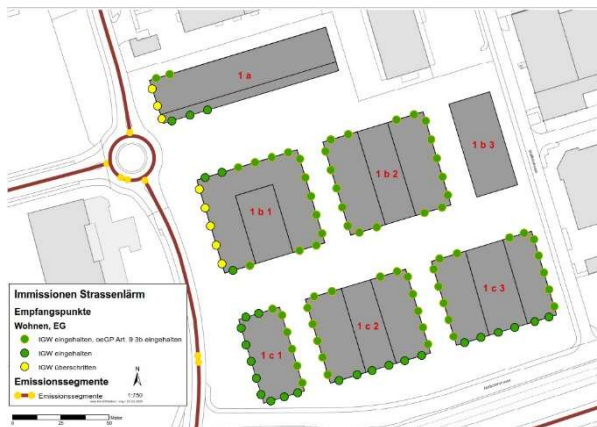 1 a
1 b 3
1 b 2
1 b 1
1 c 3
1 c 2
1 c 1
Immissionen Strassenlärm
Empfangspunkte
Wohnen, EG
IGW eingehalten, oeGP Art. 9 3b eingehalten
IGW eingehalten
IGW überschritten
Emissionssegmente
N
Emissionssegmente
1:750
0
50
Meter